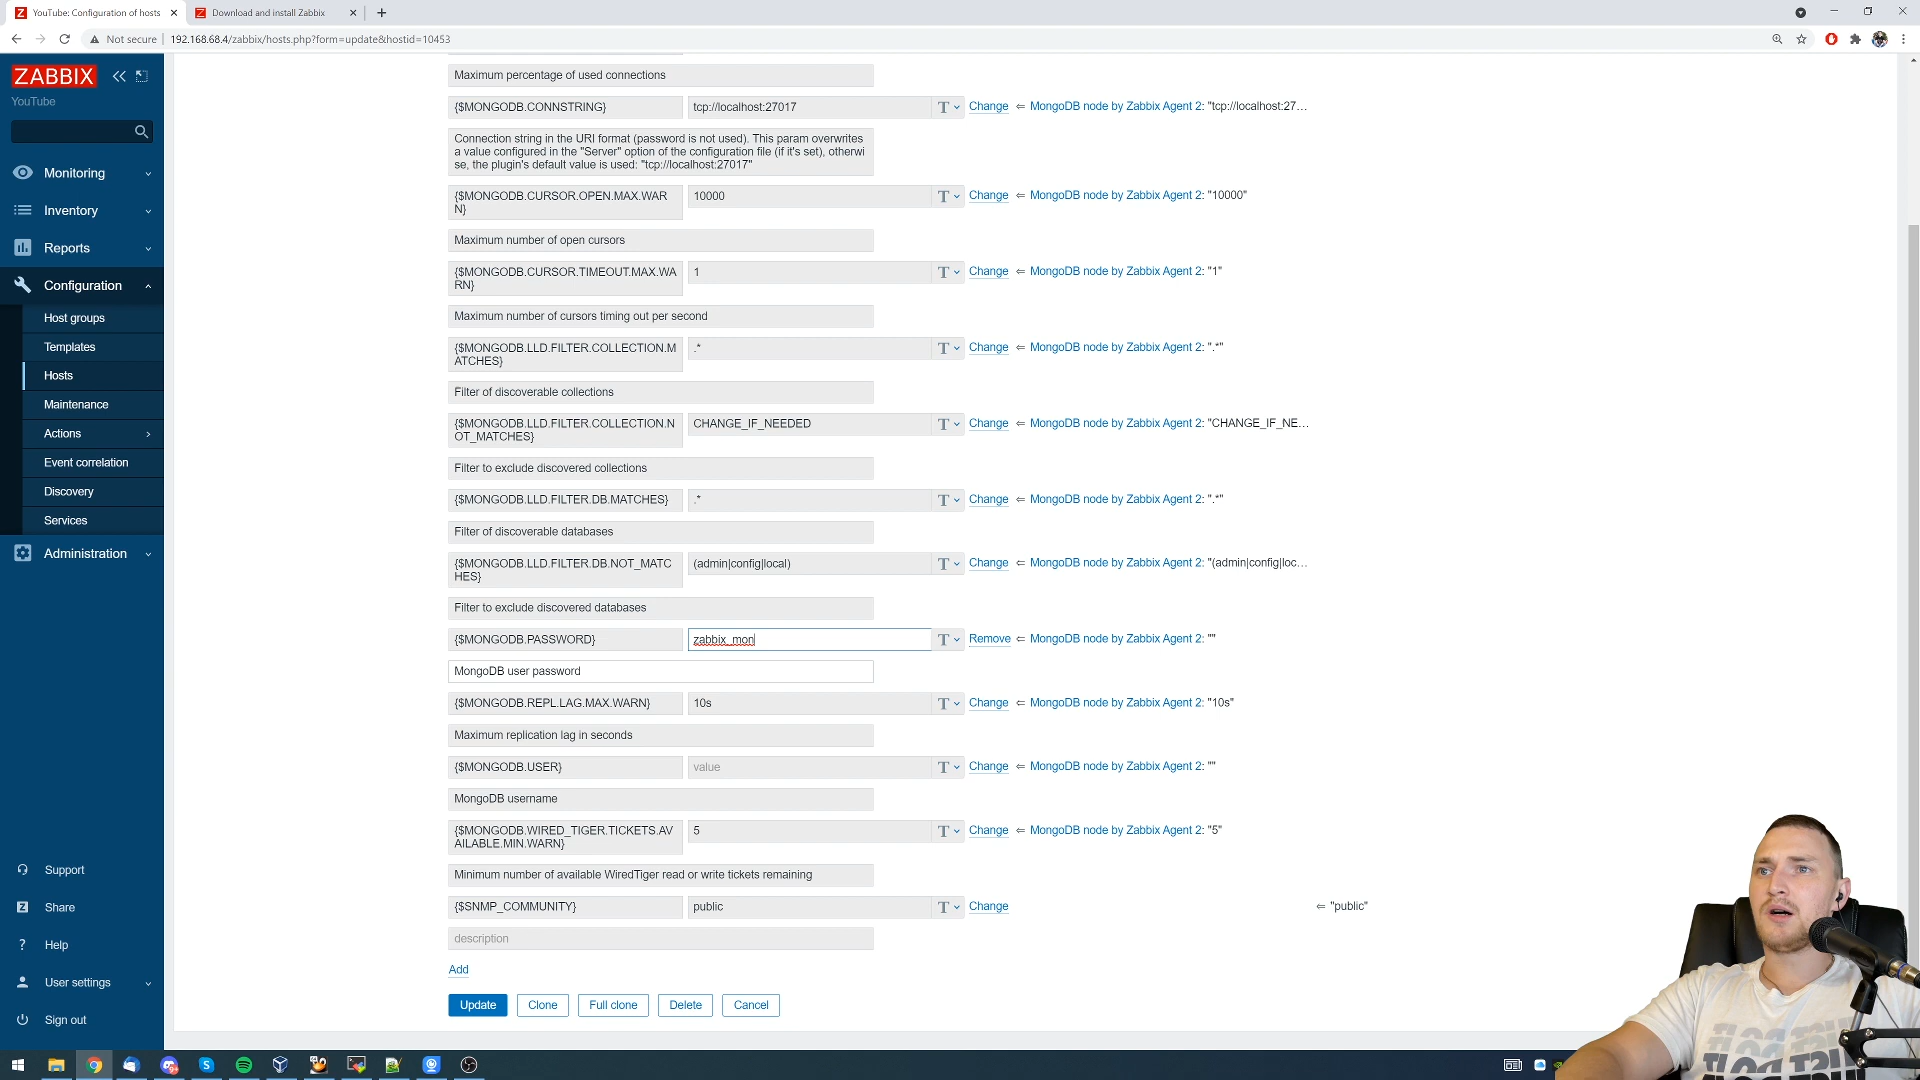 YouTube: Configuration of hosts
Download and install Zabbix
Not secure
192.168.68.4/zabbix/hosts.php?form=update&hostid=10453
ZABBIX
YouTube
Monitoring
Inventory
Reports
Configuration
Host groups
Templates
Hosts
Maintenance
Actions
Event correlation
Discovery
Services
Administration
Support
Share
Help
User settings
Sign out
Maximum percentage of used connections
{$MONGODB.CONNSTRING} tcp://localhost:27017 T Change ⇐ MongoDB node by Zabbix Agent 2: "tcp://localhost:27...
Connection string in the URI format (password is not used). This param overwrites
a value configured in the "Server" option of the configuration file (if it's set), otherwi
se, the plugin's default value is used: "tcp://localhost:27017"
{$MONGODB.CURSOR.OPEN.MAX.WAR
N}
10000 T Change ⇐ MongoDB node by Zabbix Agent 2: "10000"
Maximum number of open cursors
{$MONGODB.CURSOR.TIMEOUT.MAX.WA
RN}
1 T Change ⇐ MongoDB node by Zabbix Agent 2: "1"
Maximum number of cursors timing out per second
{$MONGODB.LLD.FILTER.COLLECTION.M
ATCHES}
.* T Change ⇐ MongoDB node by Zabbix Agent 2: ".*"
Filter of discoverable collections
{$MONGODB.LLD.FILTER.COLLECTION.N
OT_MATCHES}
CHANGE_IF_NEEDED T Change ⇐ MongoDB node by Zabbix Agent 2: "CHANGE_IF_NE...
Filter to exclude discovered collections
{$MONGODB.LLD.FILTER.DB.MATCHES} .* T Change ⇐ MongoDB node by Zabbix Agent 2: ".*"
Filter of discoverable databases
{$MONGODB.LLD.FILTER.DB.NOT_MATC
HES}
(admin|config|local) T Change ⇐ MongoDB node by Zabbix Agent 2: "(admin|config|loc...
Filter to exclude discovered databases
{$MONGODB.PASSWORD} zabbix_mon T Remove ⇐ MongoDB node by Zabbix Agent 2: ""
MongoDB user password
{$MONGODB.REPL.LAG.MAX.WARN} 10s T Change ⇐ MongoDB node by Zabbix Agent 2: "10s"
Maximum replication lag in seconds
{$MONGODB.USER} value T Change ⇐ MongoDB node by Zabbix Agent 2: ""
MongoDB username
{$MONGODB.WIRED_TIGER.TICKETS.AV
AILABLE.MIN.WARN}
5 T Change ⇐ MongoDB node by Zabbix Agent 2: "5"
Minimum number of available WiredTiger read or write tickets remaining
{$SNMP_COMMUNITY} public T Change ⇐ "public"
description
Add
Update Clone Full clone Delete Cancel